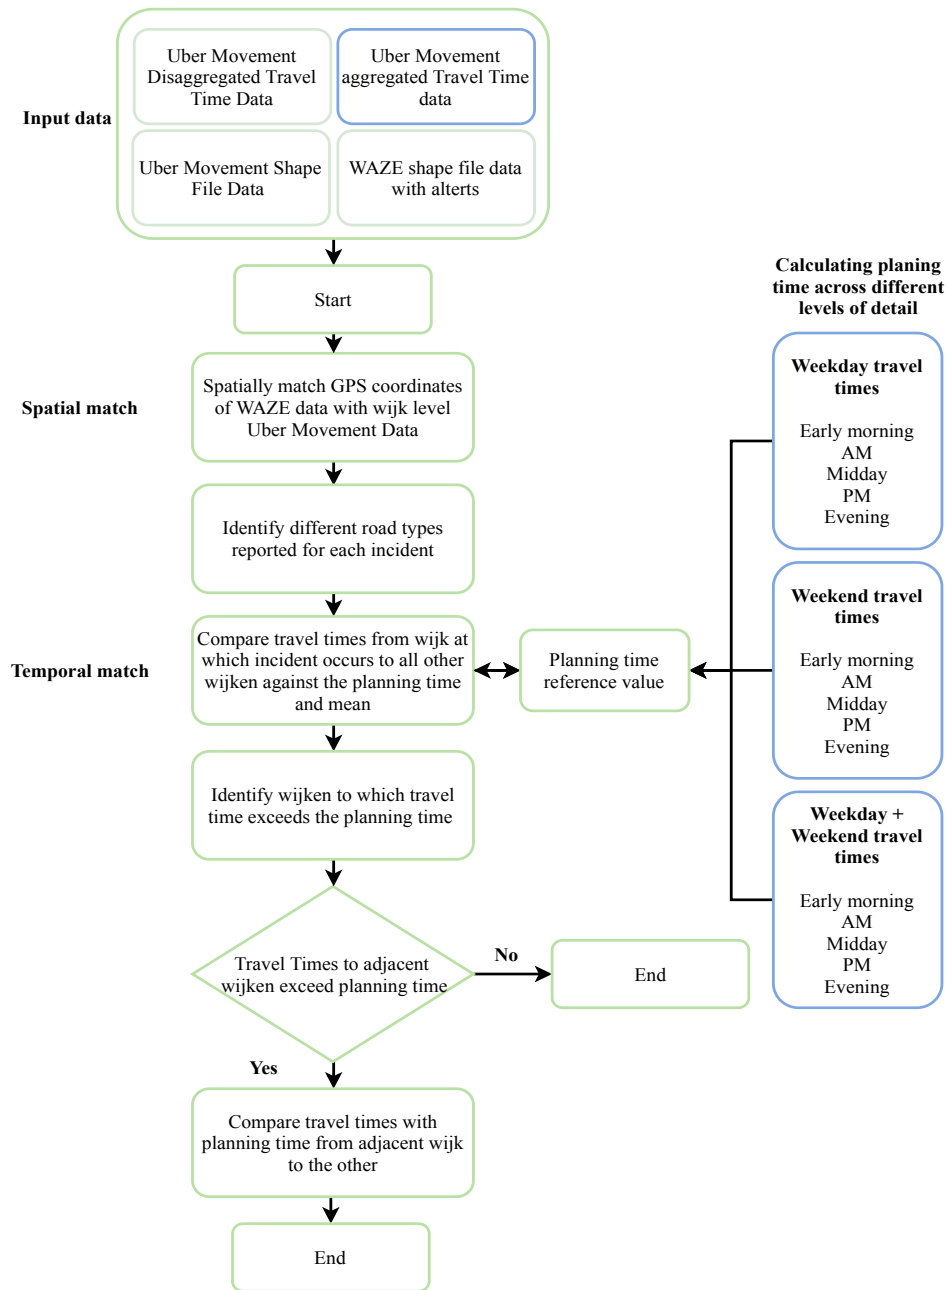 Input data
Uber Movement
Disaggregated Travel
Time Data
Uber Movement
aggregated Travel Time
data
Uber Movement Shape
File Data
WAZE shape file data
with alterts
Start
Spatial match
Spatially match GPS coordinates
of WAZE data with wijk level
Uber Movement Data
Identify different road types
reported for each incident
Temporal match
Compare travel times from wijk at
which incident occurs to all other
wijken against the planning time
and mean
Planning time
reference value
Identify wijken to which travel
time exceeds the planning time
Travel Times to adjacent
wijken exceed planning time
No
End
Yes
Compare travel times with
planning time from adjacent wijk
to the other
End
Calculating planing
time across different
levels of detail
Weekday travel
times
Early morning
AM
Midday
PM
Evening
Weekend travel
times
Early morning
AM
Midday
PM
Evening
Weekday +
Weekend travel
times
Early morning
AM
Midday
PM
Evening